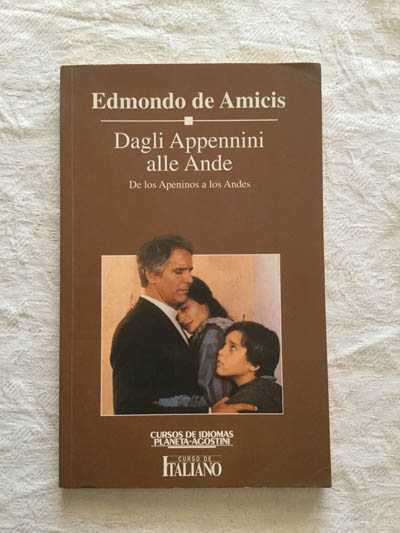 Edmondo de Amicis
Dagli Appennini
alle Ande
De los Apeninos a los Andes
CURSOS DE IDIOMAS
PLANETA-AGOSTINI
CURSO DE
ITALIANO